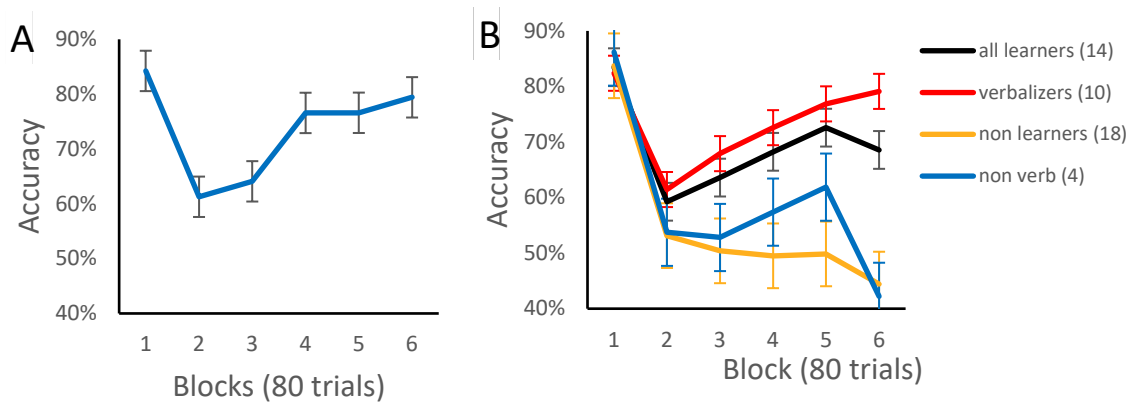 A
90%
80%
70%
60%
50%
40%
Accuracy
1 2 3 4 5 6
Blocks (80 trials)
B
90%
80%
70%
60%
50%
40%
Accuracy
1 2 3 4 5 6
Block (80 trials)
all learners (14)
verbalizers (10)
non learners (18)
non verb (4)